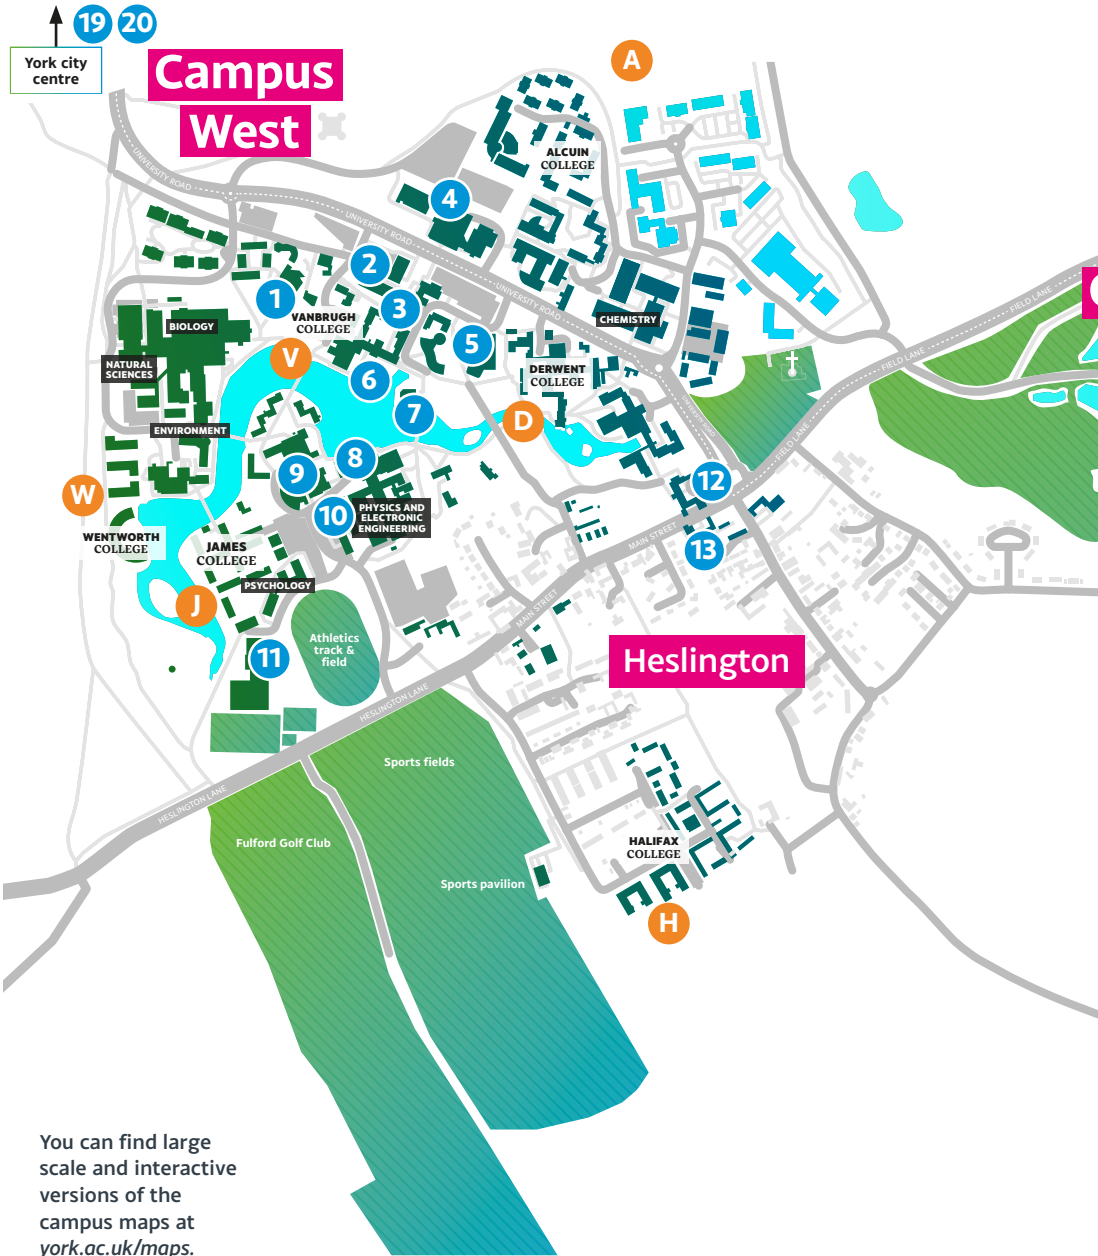 19 20
York city
centre
Campus
West
A
ALCUIN
COLLEGE
UNIVERSITY ROAD
4
UNIVERSITY ROAD
2
UNIVERSITY ROAD
1
3
VANBRUGH
COLLEGE
BIOLOGY
CHEMISTRY
FIELD LANE
5
V
NATURAL
SCIENCES
6
DERWENT
COLLEGE
FIELD LANE
7
D
UNIVERSITY ROAD
ENVIRONMENT
FIELD LANE
8
9
12
W
10
PHYSICS AND
ELECTRONIC
ENGINEERING
WENTWORTH
COLLEGE
JAMES
COLLEGE
MAIN STREET
13
PSYCHOLOGY
J
MAIN STREET
Athletics
track &
field
11
Heslington
HESLINGTON LANE
Sports fields
HESLINGTON LANE
Fulford Golf Club
HALIFAX
COLLEGE
Sports pavilion
H
You can find large
scale and interactive
versions of the
campus maps at
york.ac.uk/maps.